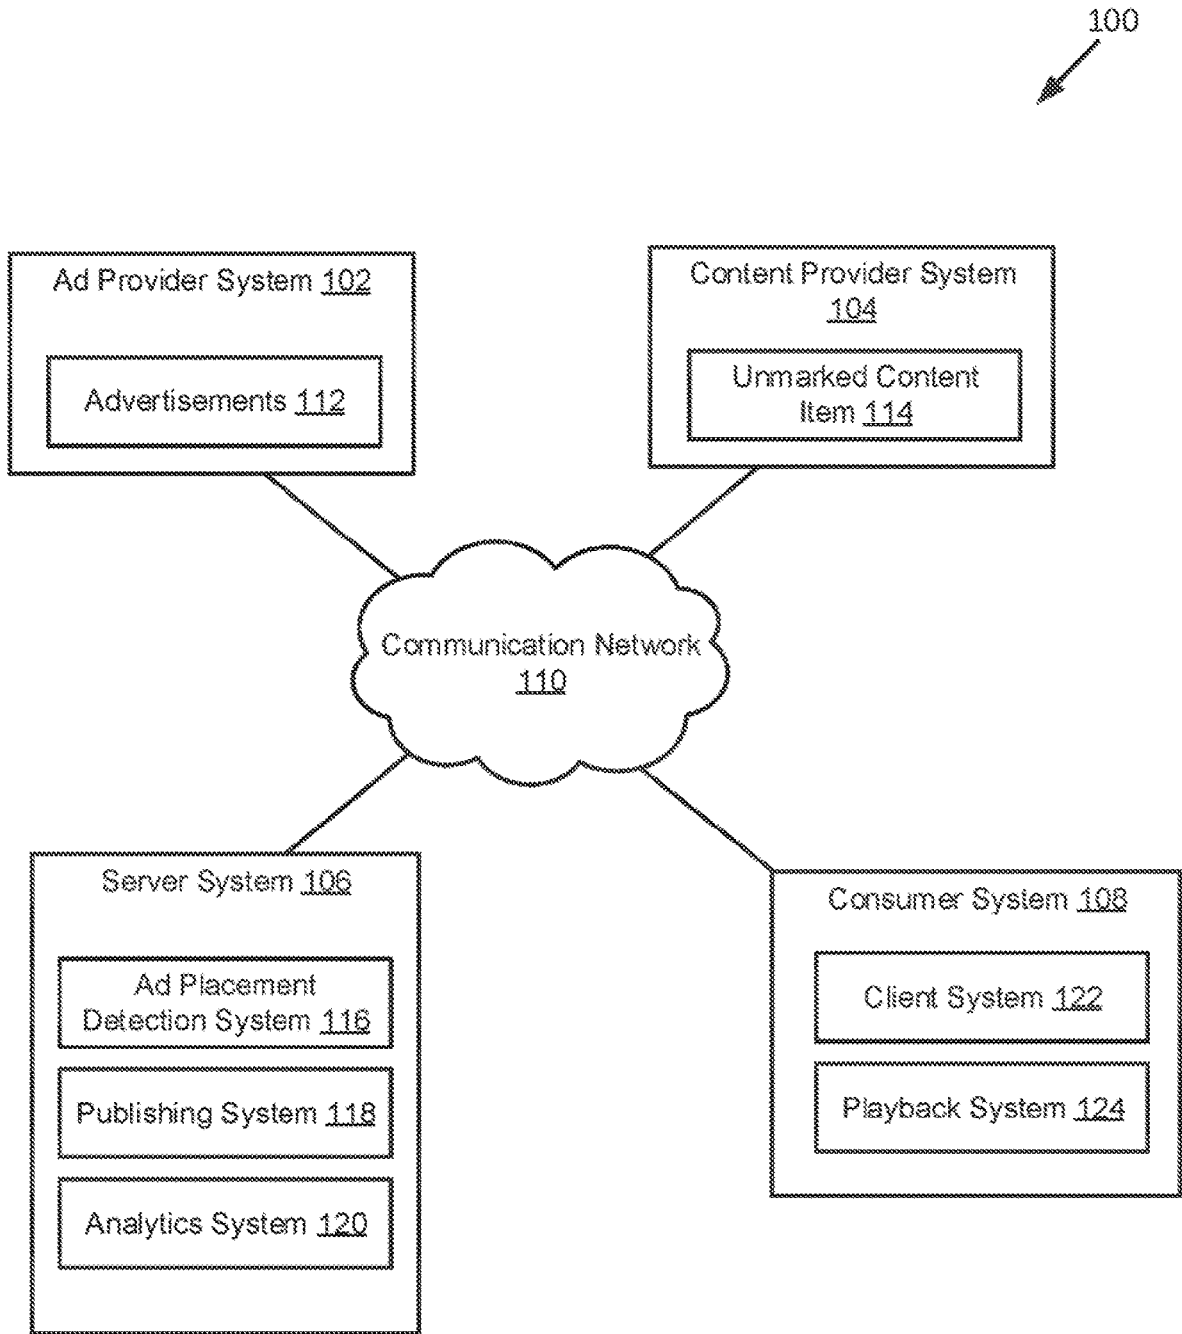 100
Ad Provider System 102
Advertisements 112
Content Provider System
104
Unmarked Content
Item 114
Communication Network
110
Server System 106
Ad Placement
Detection System 116
Publishing System 118
Analytics System 120
Consumer System 108
Client System 122
Playback System 124